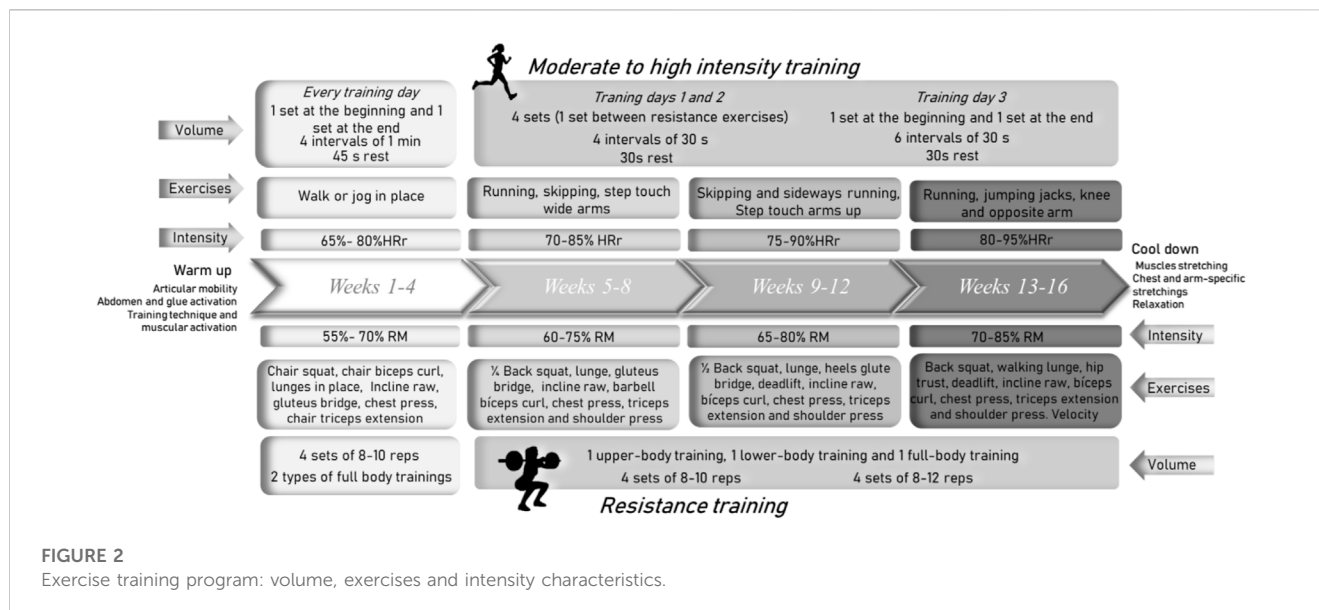 Moderate to high intensity training
Volume
Every training day
1 set at the beginning and 1
set at the end
4 intervals of 1 min
45 s rest
Traning days 1 and 2
4 sets (1 set between resistance exercises)
4 intervals of 30 s
30s rest
Training day 3
1 set at the beginning and 1 set at the end
6 intervals of 30 s
30s rest
Exercises
Walk or jog in place
Running, skipping, step touch
wide arms
Skipping and sideways running,
Step touch arms up
Running, jumping jacks, knee
and opposite arm
Intensity
65%- 80%HRr
70-85% HRr
75-90%HRr
80-95%HRr
Warm up
Articular mobility
Abdomen and glue activation
Training technique and
muscular activation
Weeks 1-4
Weeks 5-8
Weeks 9-12
Weeks 13-16
Cool down
Muscles stretching
Chest and arm-specific
stretchings
Relaxation
55%- 70% RM
60-75% RM
65-80% RM
70-85% RM
Intensity
Chair squat, chair biceps curl,
lunges in place, Incline raw,
gluteus bridge, chest press,
chair triceps extension
¼ Back squat, lunge, gluteus
bridge, incline raw, barbell
bíceps curl, chest press, triceps
extension and shoulder press
½ Back squat, lunge, heels glute
bridge, deadlift, incline raw,
bíceps curl, chest press, triceps
extension and shoulder press
Back squat, walking lunge, hip
trust, deadlift, incline raw, bíceps
curl, chest press, triceps extension
and shoulder press. Velocity
Exercises
4 sets of 8-10 reps
2 types of full body trainings
1 upper-body training, 1 lower-body training and 1 full-body training
4 sets of 8-10 reps
4 sets of 8-12 reps
Volume
Resistance training
FIGURE 2
Exercise training program: volume, exercises and intensity characteristics.